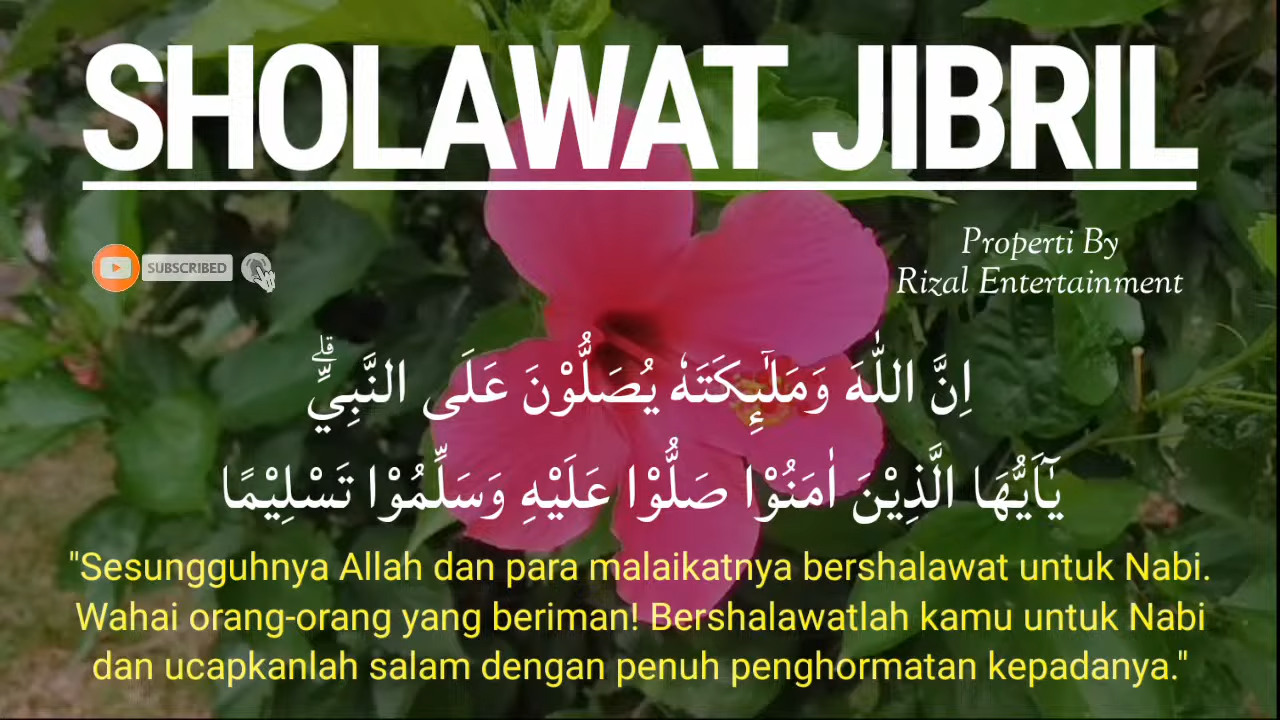 SHOLAWAT JIBRIL
Properti By
Rizal Entertainment
SUBSCRIBED
اِنَّ اللّٰهَ وَمَلٰۤىِٕكَتَهٗ يُصَلُّوْنَ عَلَى النَّبِيِّۗ
يٰٓاَيُّهَا الَّذِيْنَ اٰمَنُوْا صَلُّوْا عَلَيْهِ وَسَلِّمُوْا تَسْلِيْمًا
"Sesungguhnya Allah dan para malaikatnya bershalawat untuk Nabi.
Wahai orang-orang yang beriman! Bershalawatlah kamu untuk Nabi
dan ucapkanlah salam dengan penuh penghormatan kepadanya."